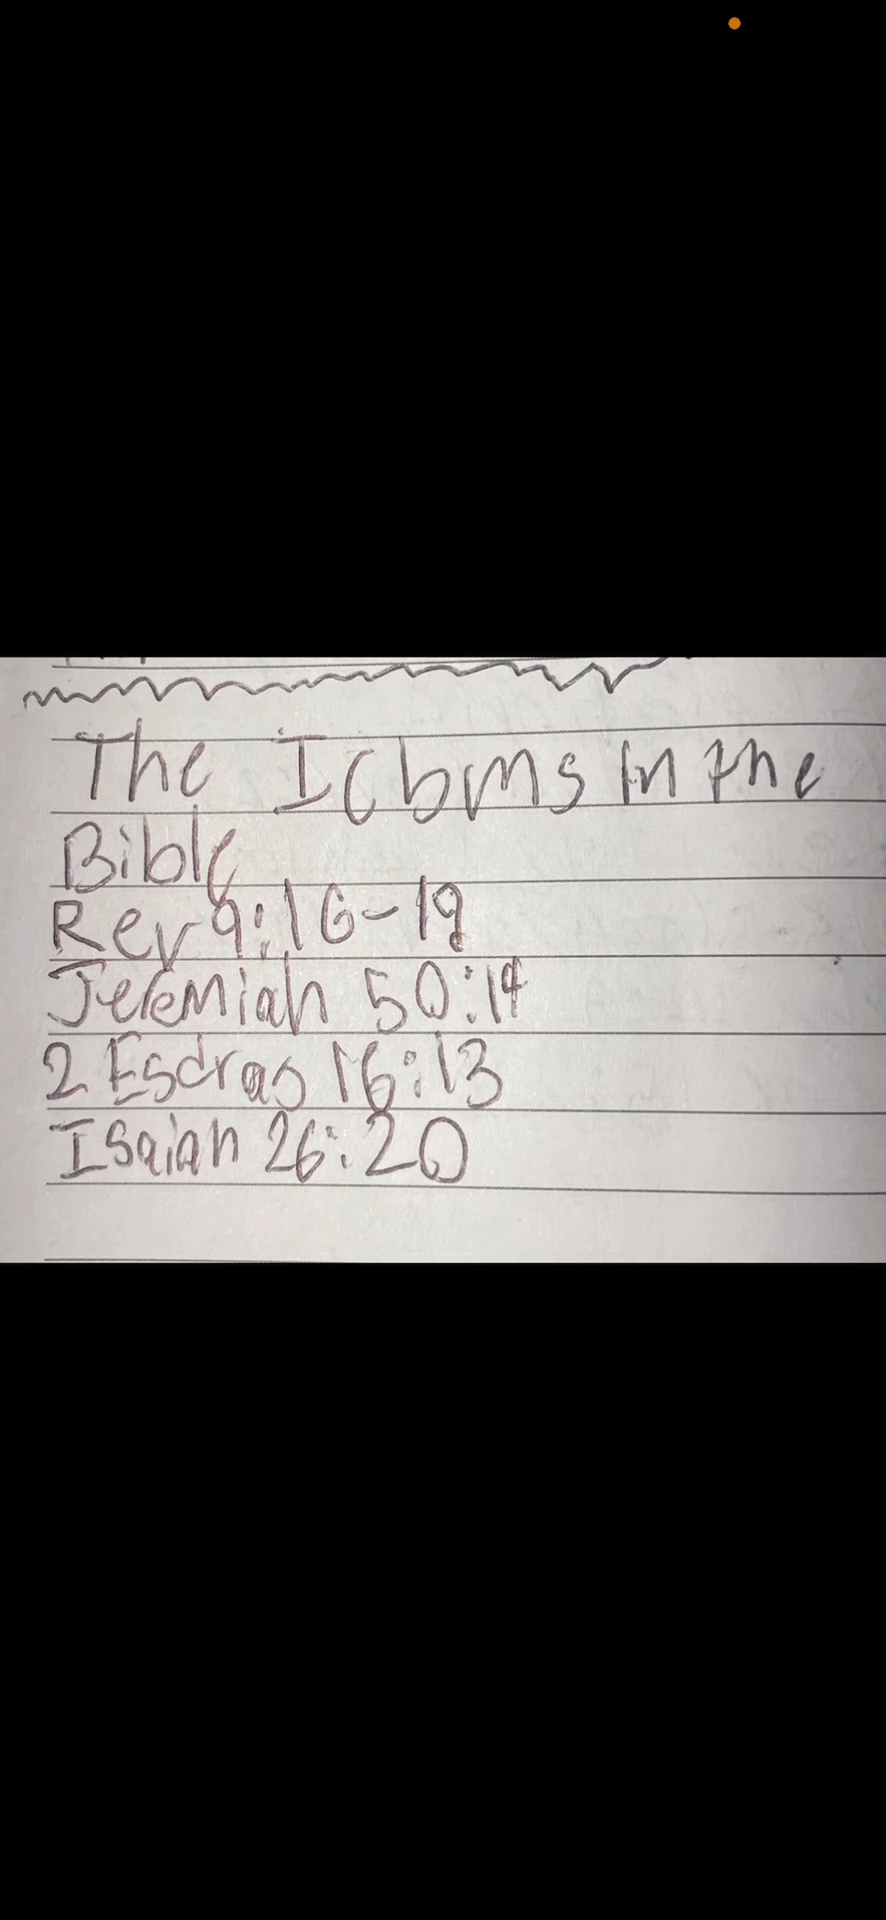 The Icbms in the
Bible
Rev 9:16-19
Jeremiah 50:14
2 Esdras 16:13
Isaiah 26:20